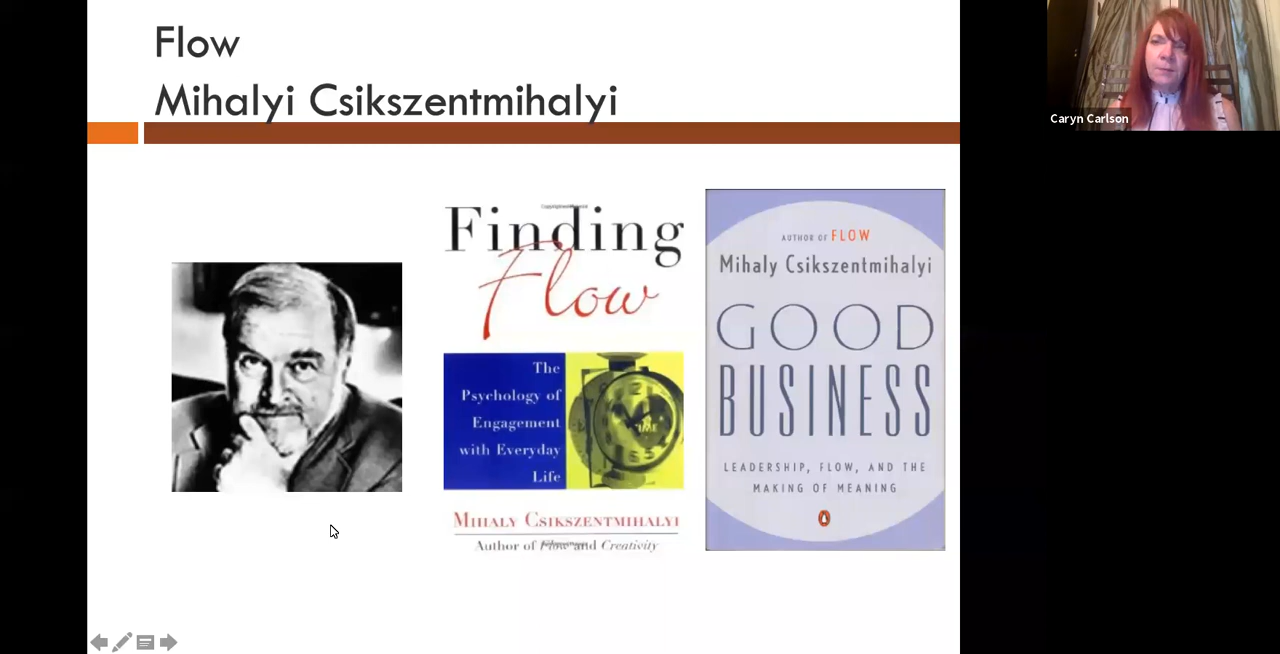 Flow
Mihalyi Csikszentmihalyi
Caryn Carlson
Finding
Flow
The
Psychology of
Engagement
with Everyday
Life
MIHALY CSIKSZENTMIHALYI
Author of Flow and Creativity
AUTHOR OF FLOW
Mihaly Csikszentmihalyi
GOOD
BUSINESS
LEADERSHIP, FLOW, AND THE
MAKING OF MEANING